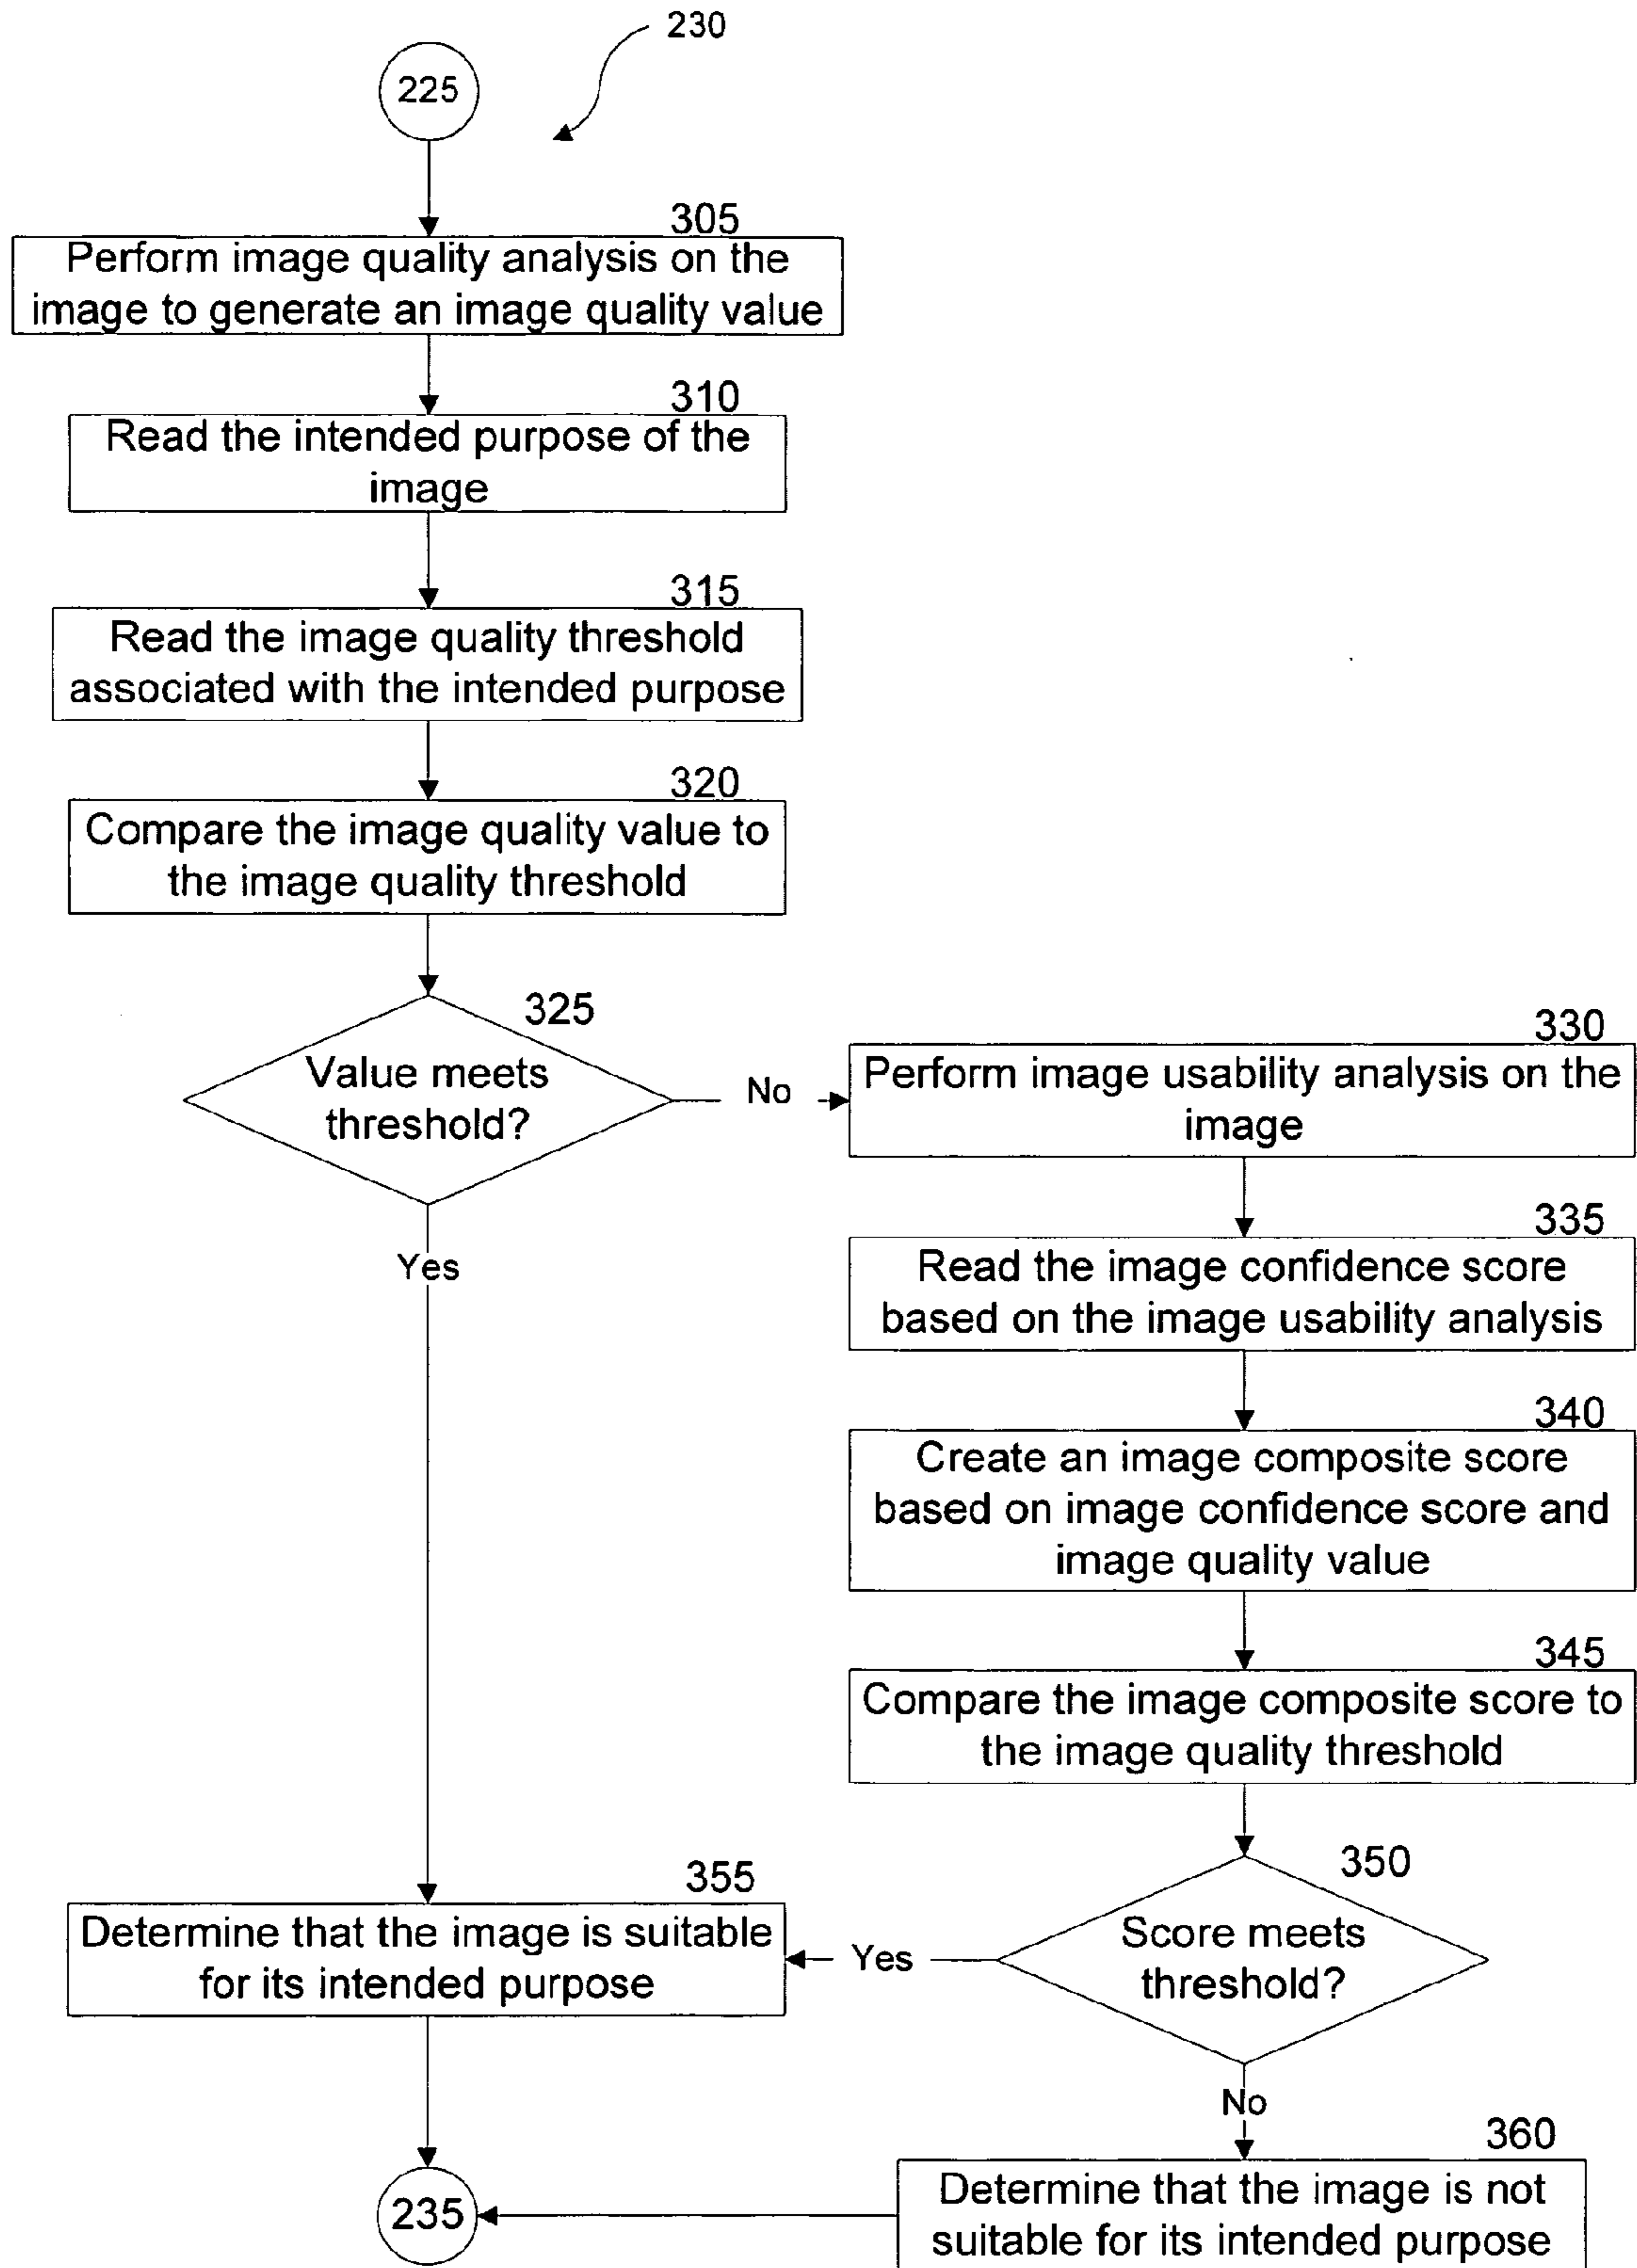 230
225
305
Perform image quality analysis on the
image to generate an image quality value
310
Read the intended purpose of the
image
315
Read the image quality threshold
associated with the intended purpose
320
Compare the image quality value to
the image quality threshold
325
Value meets
threshold?
No
Yes
330
Perform image usability analysis on the
image
335
Read the image confidence score
based on the image usability analysis
340
Create an image composite score
based on image confidence score and
image quality value
345
Compare the image composite score to
the image quality threshold
350
Score meets
threshold?
Yes
No
355
Determine that the image is suitable
for its intended purpose
360
Determine that the image is not
suitable for its intended purpose
235